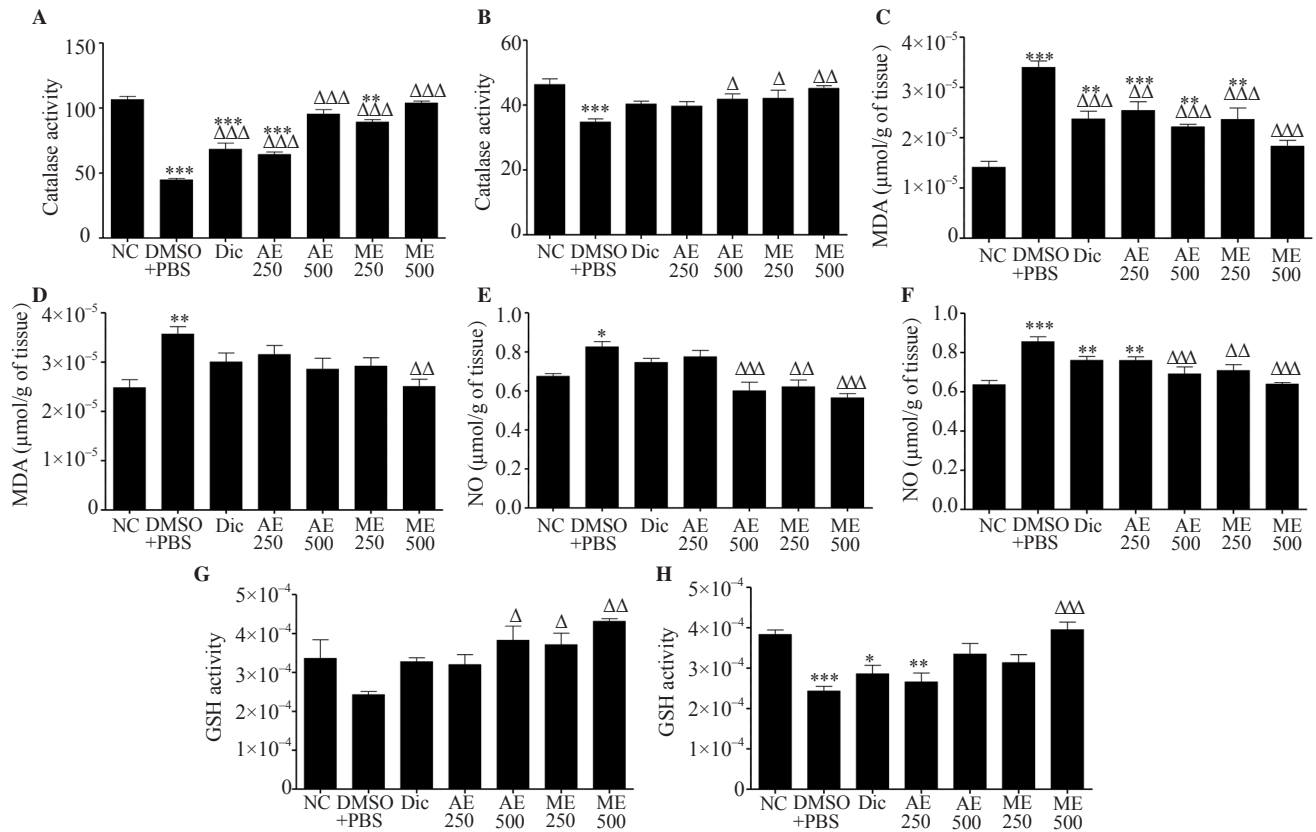 A
Catalase activity
150
100
50
0
***
***
ΔΔΔ
***
ΔΔΔ
ΔΔΔ
**
ΔΔΔ
ΔΔΔ
NC DMSO Dic AE AE ME ME
+PBS 250 500 250 500
B
Catalase activity
60
40
20
0
***
Δ
Δ
ΔΔ
NC DMSO Dic AE AE ME ME
+PBS 250 500 250 500
C
MDA (μmol/g of tissue)
4×10⁻⁵
3×10⁻⁵
2×10⁻⁵
1×10⁻⁵
0
***
**
ΔΔΔ
***
ΔΔ
**
ΔΔΔ
**
ΔΔΔ
ΔΔΔ
NC DMSO Dic AE AE ME ME
+PBS 250 500 250 500
D
MDA (μmol/g of tissue)
4×10⁻⁵
3×10⁻⁵
2×10⁻⁵
1×10⁻⁵
0
**
ΔΔ
NC DMSO Dic AE AE ME ME
+PBS 250 500 250 500
E
NO (μmol/g of tissue)
1.0
0.8
0.6
0.4
0.2
0
*
ΔΔΔ
ΔΔ
ΔΔΔ
NC DMSO Dic AE AE ME ME
+PBS 250 500 250 500
F
NO (μmol/g of tissue)
1.0
0.8
0.6
0.4
0.2
0
***
**
**
ΔΔΔ
ΔΔ
ΔΔΔ
NC DMSO Dic AE AE ME ME
+PBS 250 500 250 500
G
GSH activity
5×10⁻⁴
4×10⁻⁴
3×10⁻⁴
2×10⁻⁴
1×10⁻⁴
0
Δ
Δ
ΔΔ
NC DMSO Dic AE AE ME ME
+PBS 250 500 250 500
H
GSH activity
5×10⁻⁴
4×10⁻⁴
3×10⁻⁴
2×10⁻⁴
1×10⁻⁴
0
***
*
**
ΔΔΔ
NC DMSO Dic AE AE ME ME
+PBS 250 500 250 500